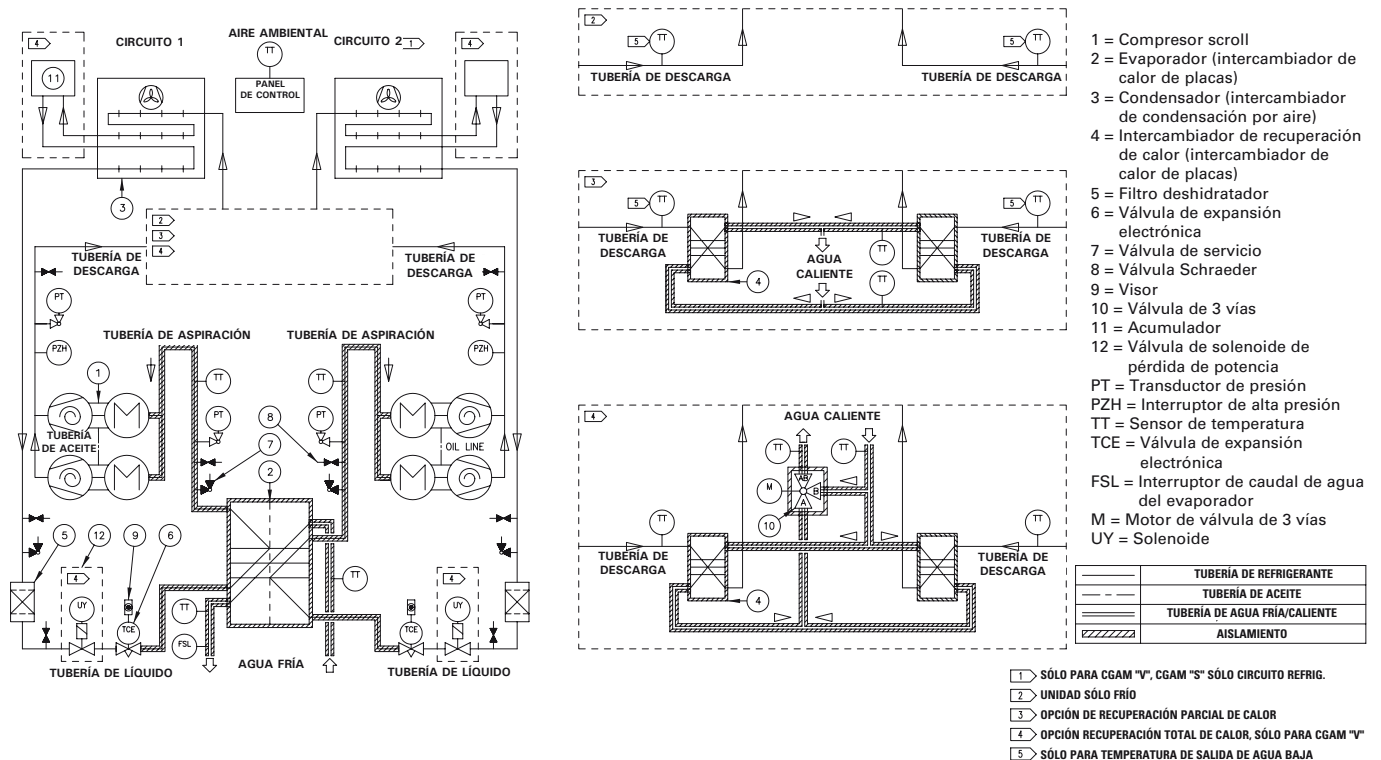 4
CIRCUITO 1
AIRE AMBIENTAL
TT
CIRCUITO 2
1
4
11
PANEL
DE CONTROL
3
2
3
4
TUBERÍA DE
DESCARGA
TUBERÍA DE
DESCARGA
PT
PT
PZH
PZH
TUBERÍA DE ASPIRACIÓN
TUBERÍA DE ASPIRACIÓN
1
TT
TT
PT
8
PT
7
2
M
M
TUBERÍA
DE ACEITE
OIL LINE
M
M
5
12
9
6
4
UY
TCE
TT
FSL
TT
TCE
4
UY
AGUA FRÍA
TUBERÍA DE LÍQUIDO
TUBERÍA DE LÍQUIDO
2
5
TT
5
TT
TUBERÍA DE DESCARGA
TUBERÍA DE DESCARGA
3
5
TT
5
TT
TUBERÍA DE
DESCARGA
TUBERÍA DE
DESCARGA
AGUA
CALIENTE
TT
TT
4
4
AGUA CALIENTE
TT
TT
M
AB
B
A
10
TT
TT
TUBERÍA DE
DESCARGA
TUBERÍA DE
DESCARGA
4
1 = Compresor scroll
2 = Evaporador (intercambiador de
calor de placas)
3 = Condensador (intercambiador
de condensación por aire)
4 = Intercambiador de recuperación
de calor (intercambiador de
calor de placas)
5 = Filtro deshidratador
6 = Válvula de expansión
electrónica
7 = Válvula de servicio
8 = Válvula Schraeder
9 = Visor
10 = Válvula de 3 vías
11 = Acumulador
12 = Válvula de solenoide de
pérdida de potencia
PT = Transductor de presión
PZH = Interruptor de alta presión
TT = Sensor de temperatura
TCE = Válvula de expansión
electrónica
FSL = Interruptor de caudal de agua
del evaporador
M = Motor de válvula de 3 vías
UY = Solenoide
TUBERÍA DE REFRIGERANTE
TUBERÍA DE ACEITE
TUBERÍA DE AGUA FRÍA/CALIENTE
AISLAMIENTO
1 SÓLO PARA CGAM "V", CGAM "S" SÓLO CIRCUITO REFRIG.
2 UNIDAD SÓLO FRÍO
3 OPCIÓN DE RECUPERACIÓN PARCIAL DE CALOR
4 OPCIÓN RECUPERACIÓN TOTAL DE CALOR, SÓLO PARA CGAM "V"
5 SÓLO PARA TEMPERATURA DE SALIDA DE AGUA BAJA